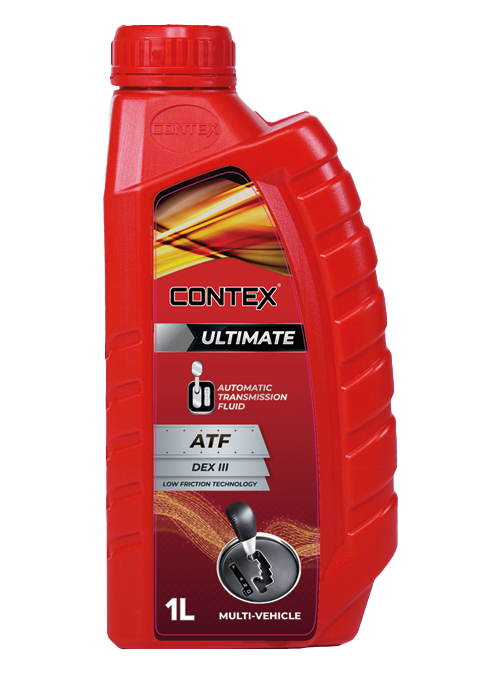 CONTEX
CONTEX®
ULTIMATE
AUTOMATIC
TRANSMISSION
FLUID
ATF
DEX III
LOW FRICTION TECHNOLOGY
1L
MULTI-VEHICLE